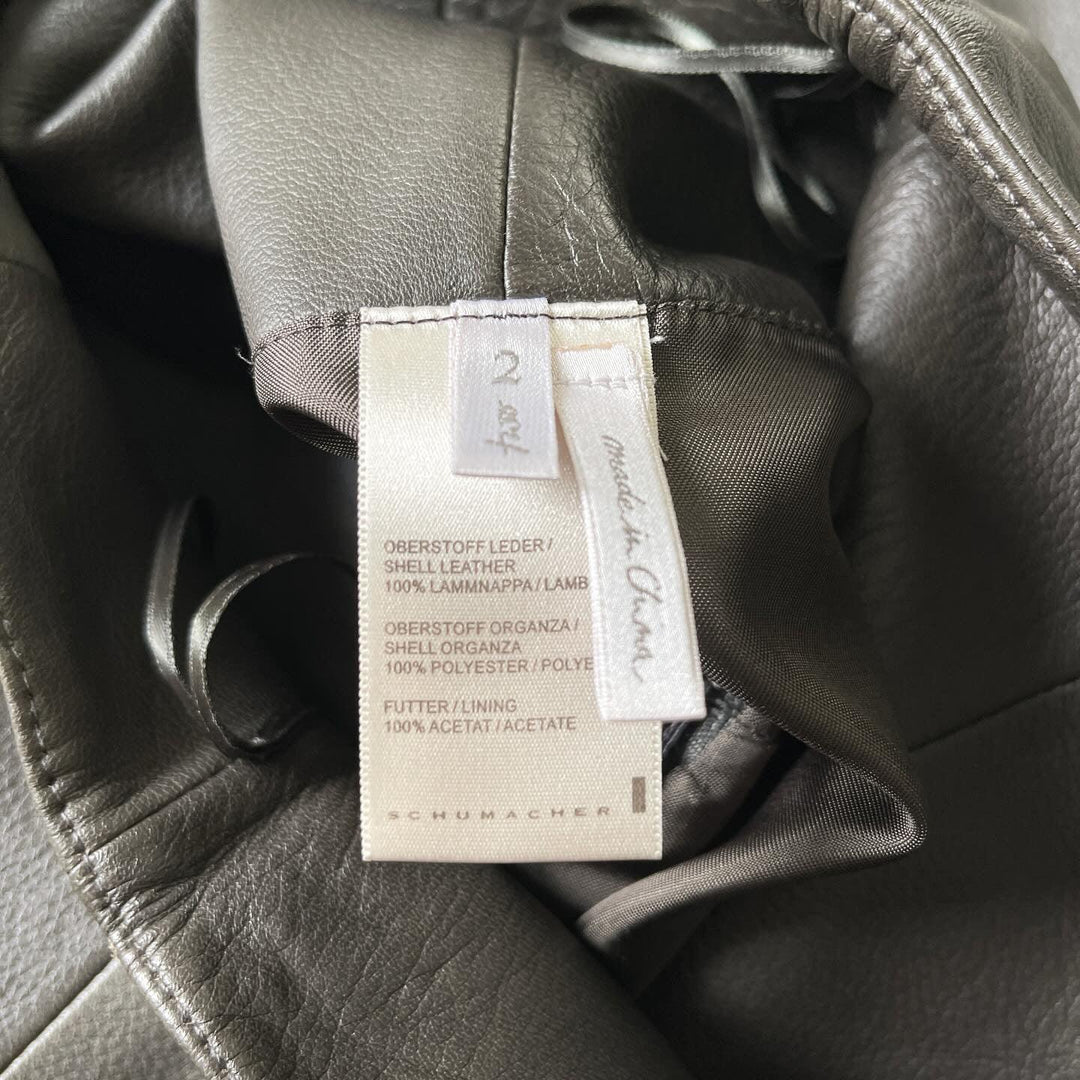 2
made in China
OBERSTOFF LEDER /
SHELL LEATHER
100% LAMMNAPPA / LAMB
OBERSTOFF ORGANZA /
SHELL ORGANZA
100% POLYESTER / POLYE
FUTTER / LINING
100% ACETAT / ACETATE
SCHUMACHER